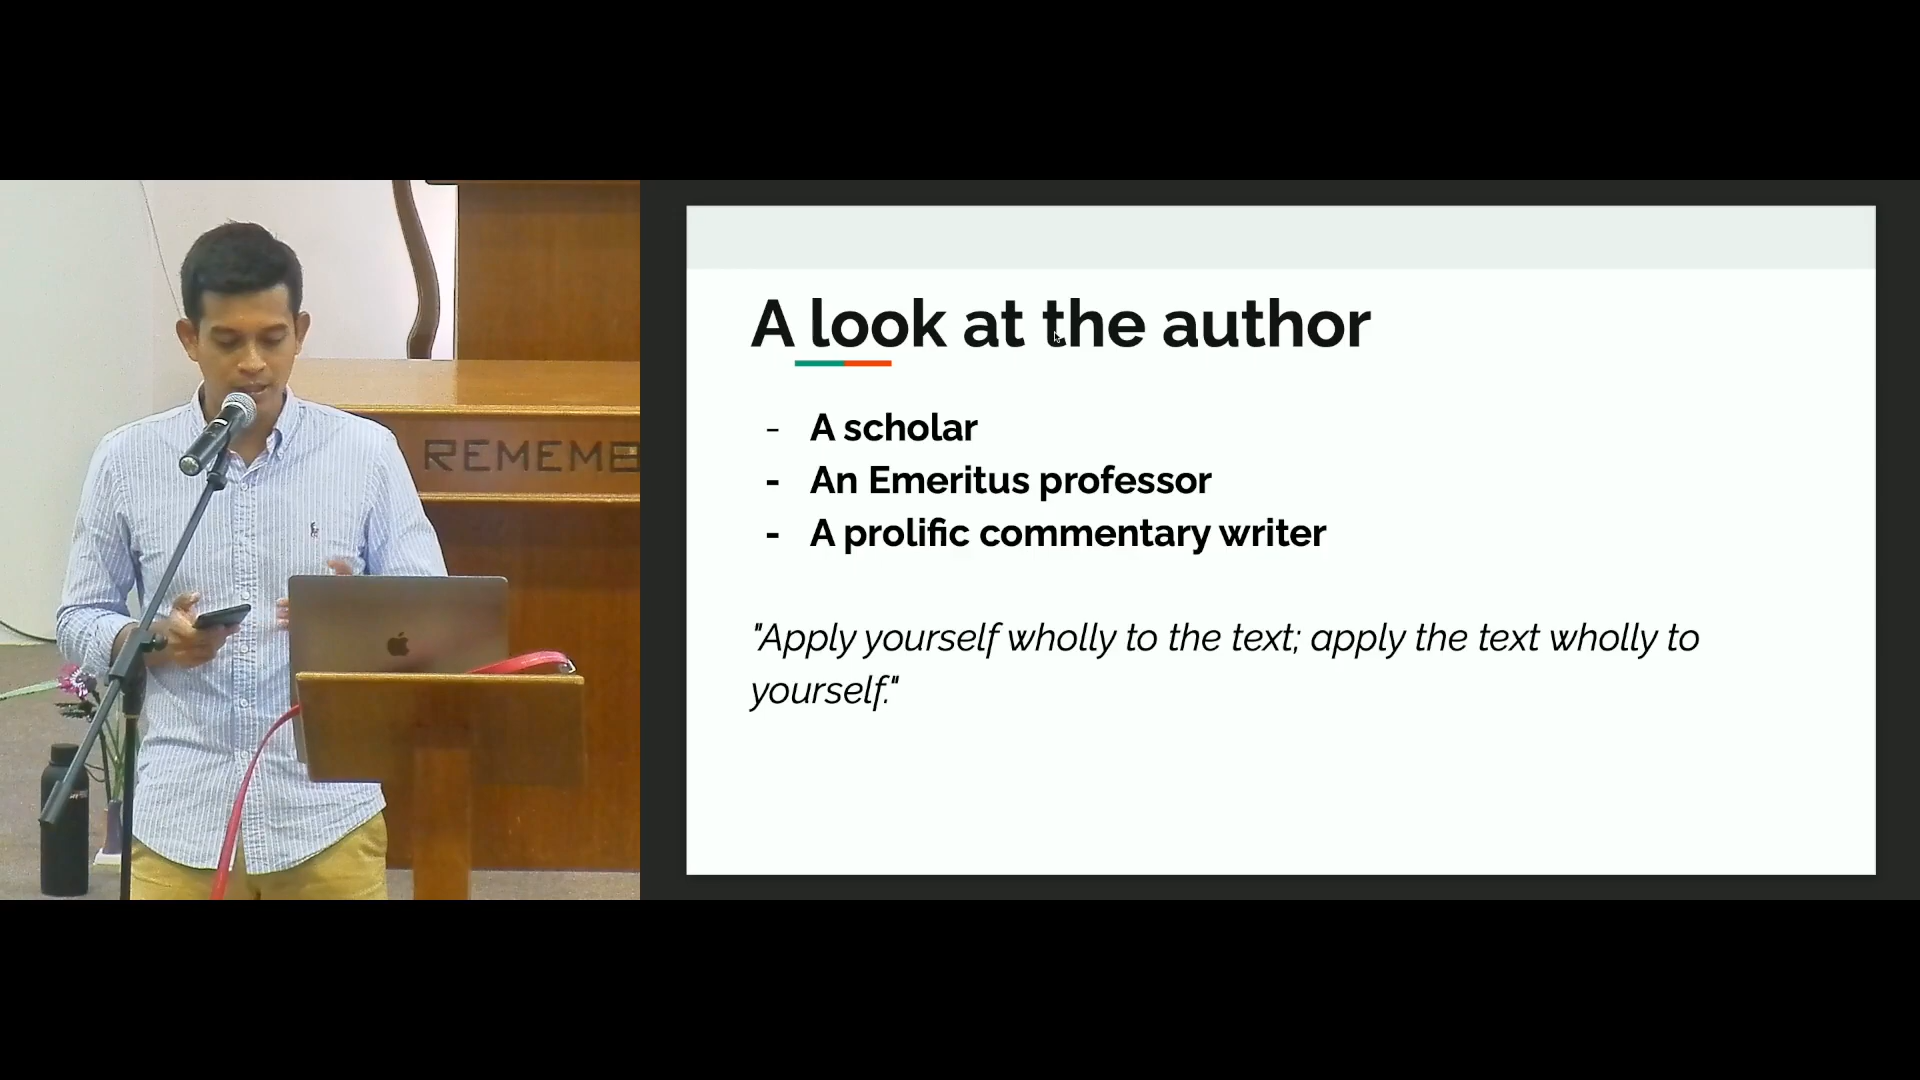 REMEMB
A look at the author
- A scholar
- An Emeritus professor
- A prolific commentary writer
"Apply yourself wholly to the text; apply the text wholly to
yourself."